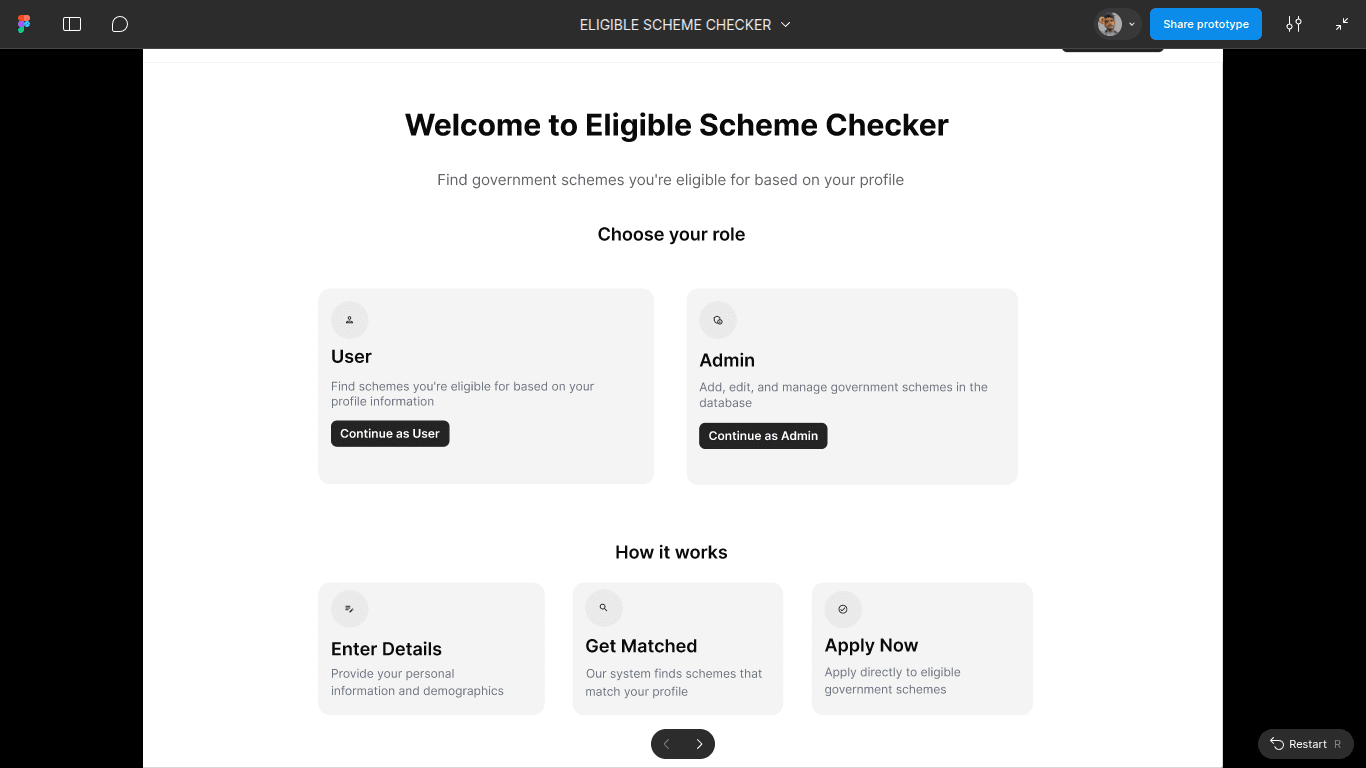 ELIGIBLE SCHEME CHECKER
Share prototype
Welcome to Eligible Scheme Checker
Find government schemes you're eligible for based on your profile
Choose your role
User
Find schemes you're eligible for based on your
profile information
Continue as User
Admin
Add, edit, and manage government schemes in the
database
Continue as Admin
How it works
Enter Details
Provide your personal
information and demographics
Get Matched
Our system finds schemes that
match your profile
Apply Now
Apply directly to eligible
government schemes
Restart R